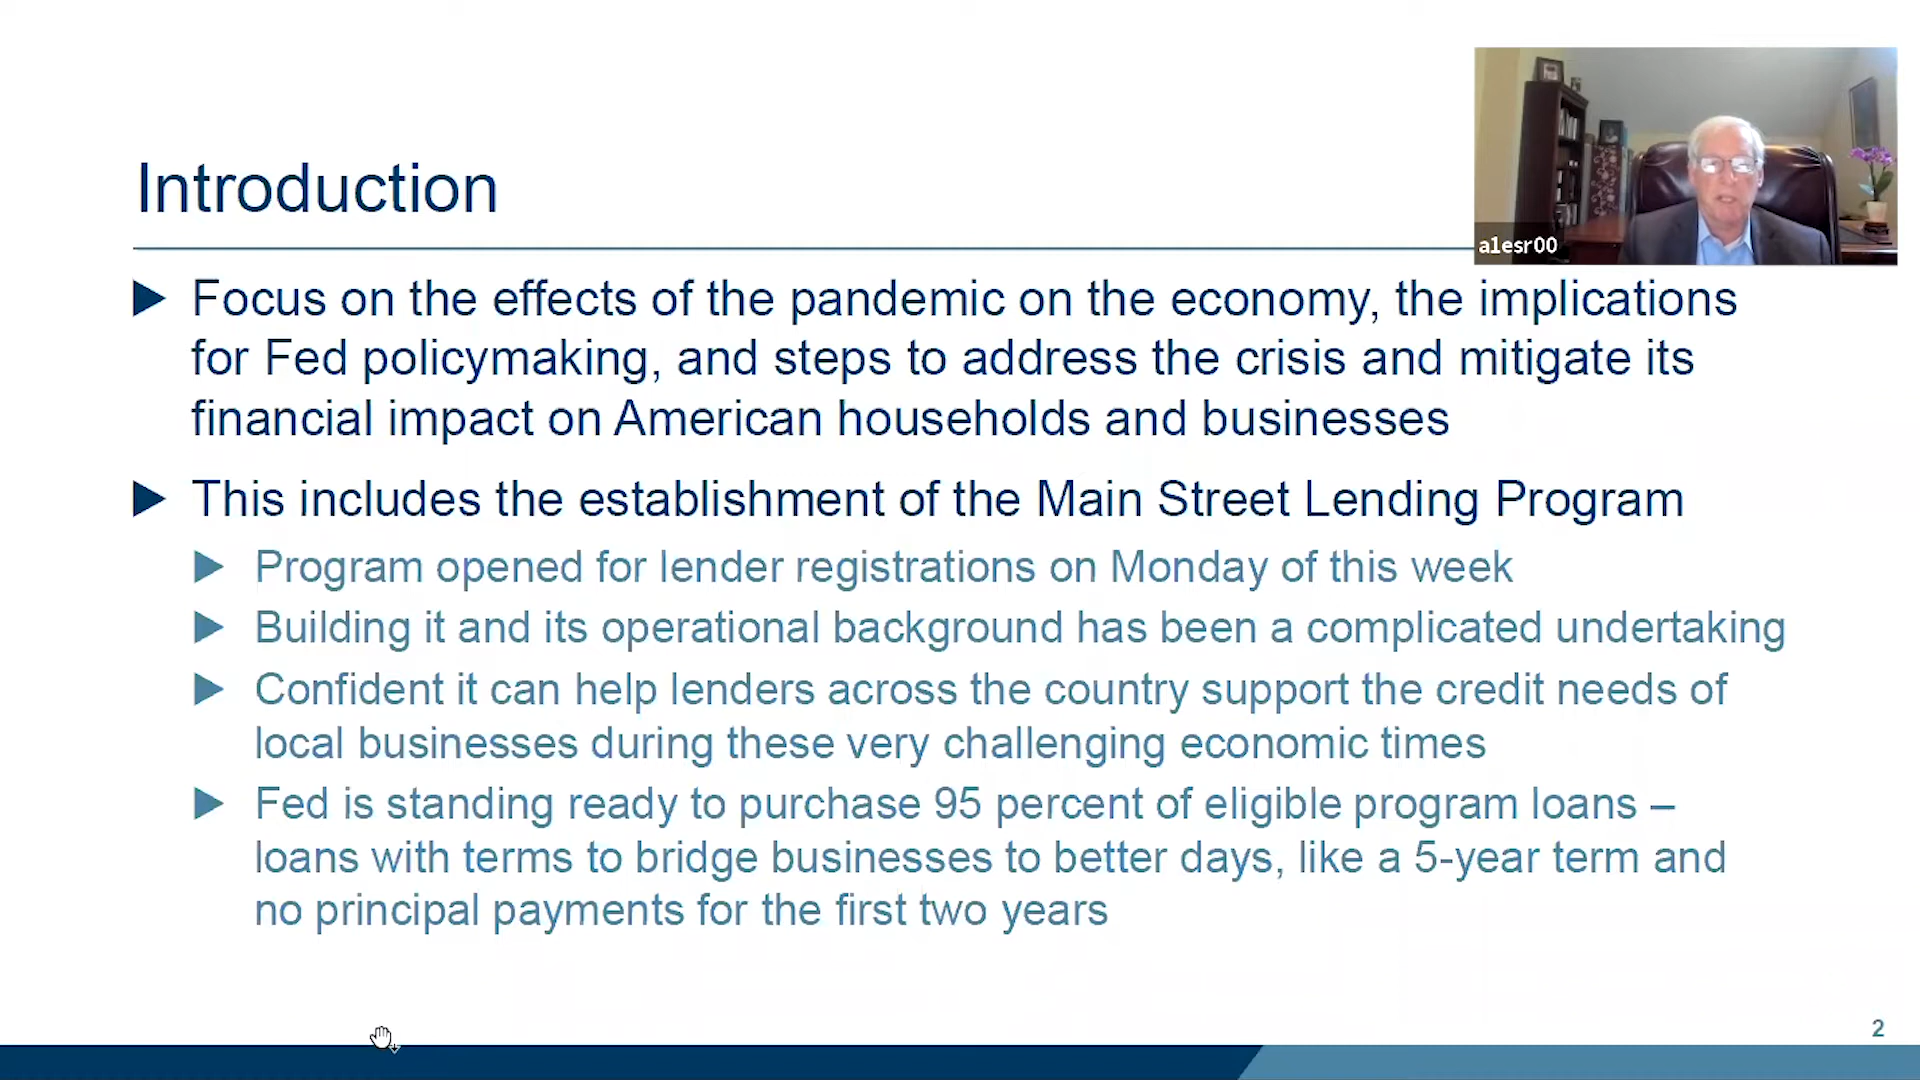 Introduction
a1esr00
Focus on the effects of the pandemic on the economy, the implications
for Fed policymaking, and steps to address the crisis and mitigate its
financial impact on American households and businesses
This includes the establishment of the Main Street Lending Program
Program opened for lender registrations on Monday of this week
Building it and its operational background has been a complicated undertaking
Confident it can help lenders across the country support the credit needs of
local businesses during these very challenging economic times
Fed is standing ready to purchase 95 percent of eligible program loans –
loans with terms to bridge businesses to better days, like a 5-year term and
no principal payments for the first two years
2